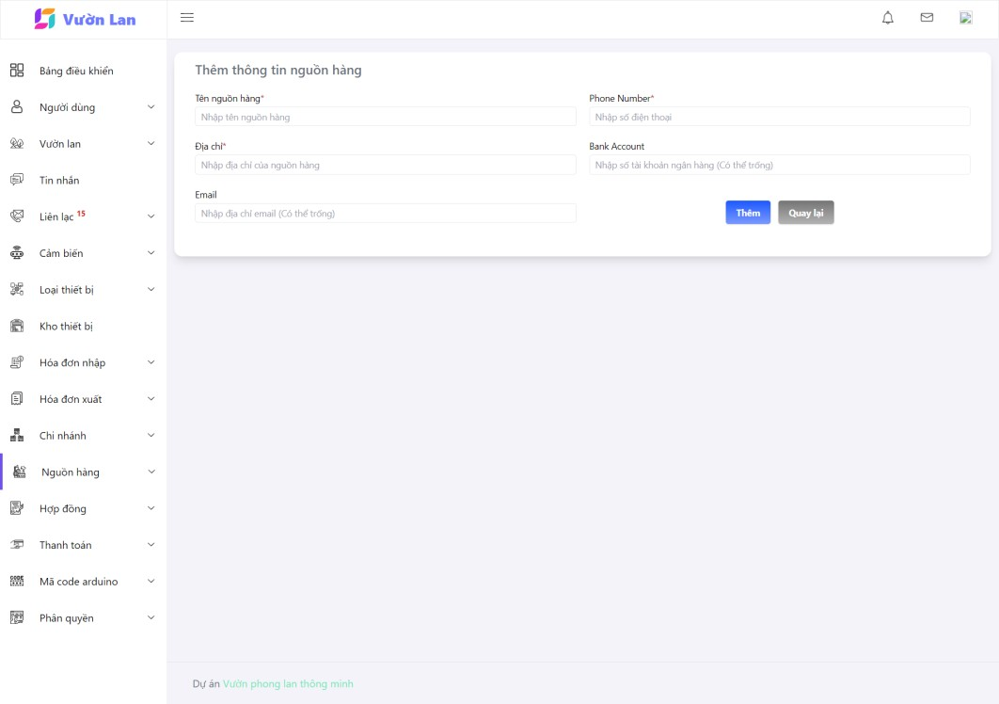 Vườn Lan
Bảng điều khiển
Người dùng
Vườn lan
Tin nhắn
Liên lạc 15
Cảm biến
Loại thiết bị
Kho thiết bị
Hóa đơn nhập
Hóa đơn xuất
Chi nhánh
Nguồn hàng
Hợp đồng
Thanh toán
Mã code arduino
Phân quyền
Thêm thông tin nguồn hàng
Tên nguồn hàng*
Nhập tên nguồn hàng
Phone Number*
Nhập số điện thoại
Địa chỉ*
Nhập địa chỉ của nguồn hàng
Bank Account
Nhập số tài khoản ngân hàng (Có thể trống)
Email
Nhập địa chỉ email (Có thể trống)
Thêm
Quay lại
Dự án Vườn phong lan thông minh